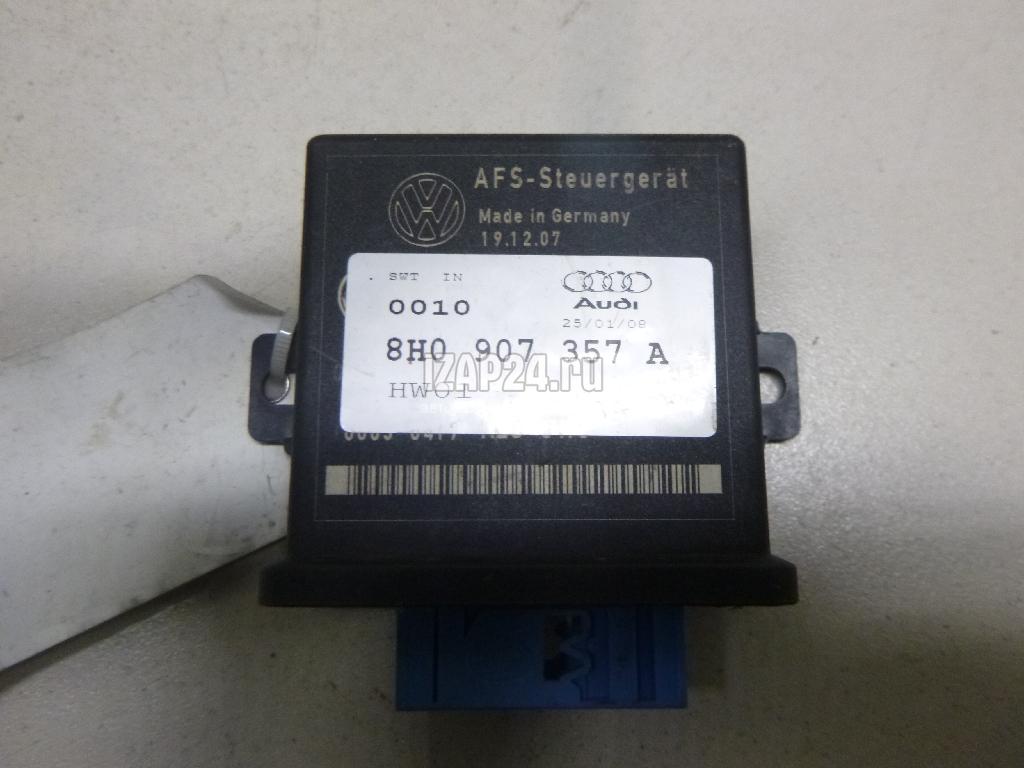 AFS-Steuergerät
Made in Germany
19.12.07
. SWT IN
0010
Audi
25/01/08
8H0 907 357 A
IZAP24.ru
HW01